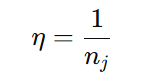 η = 1/n_j